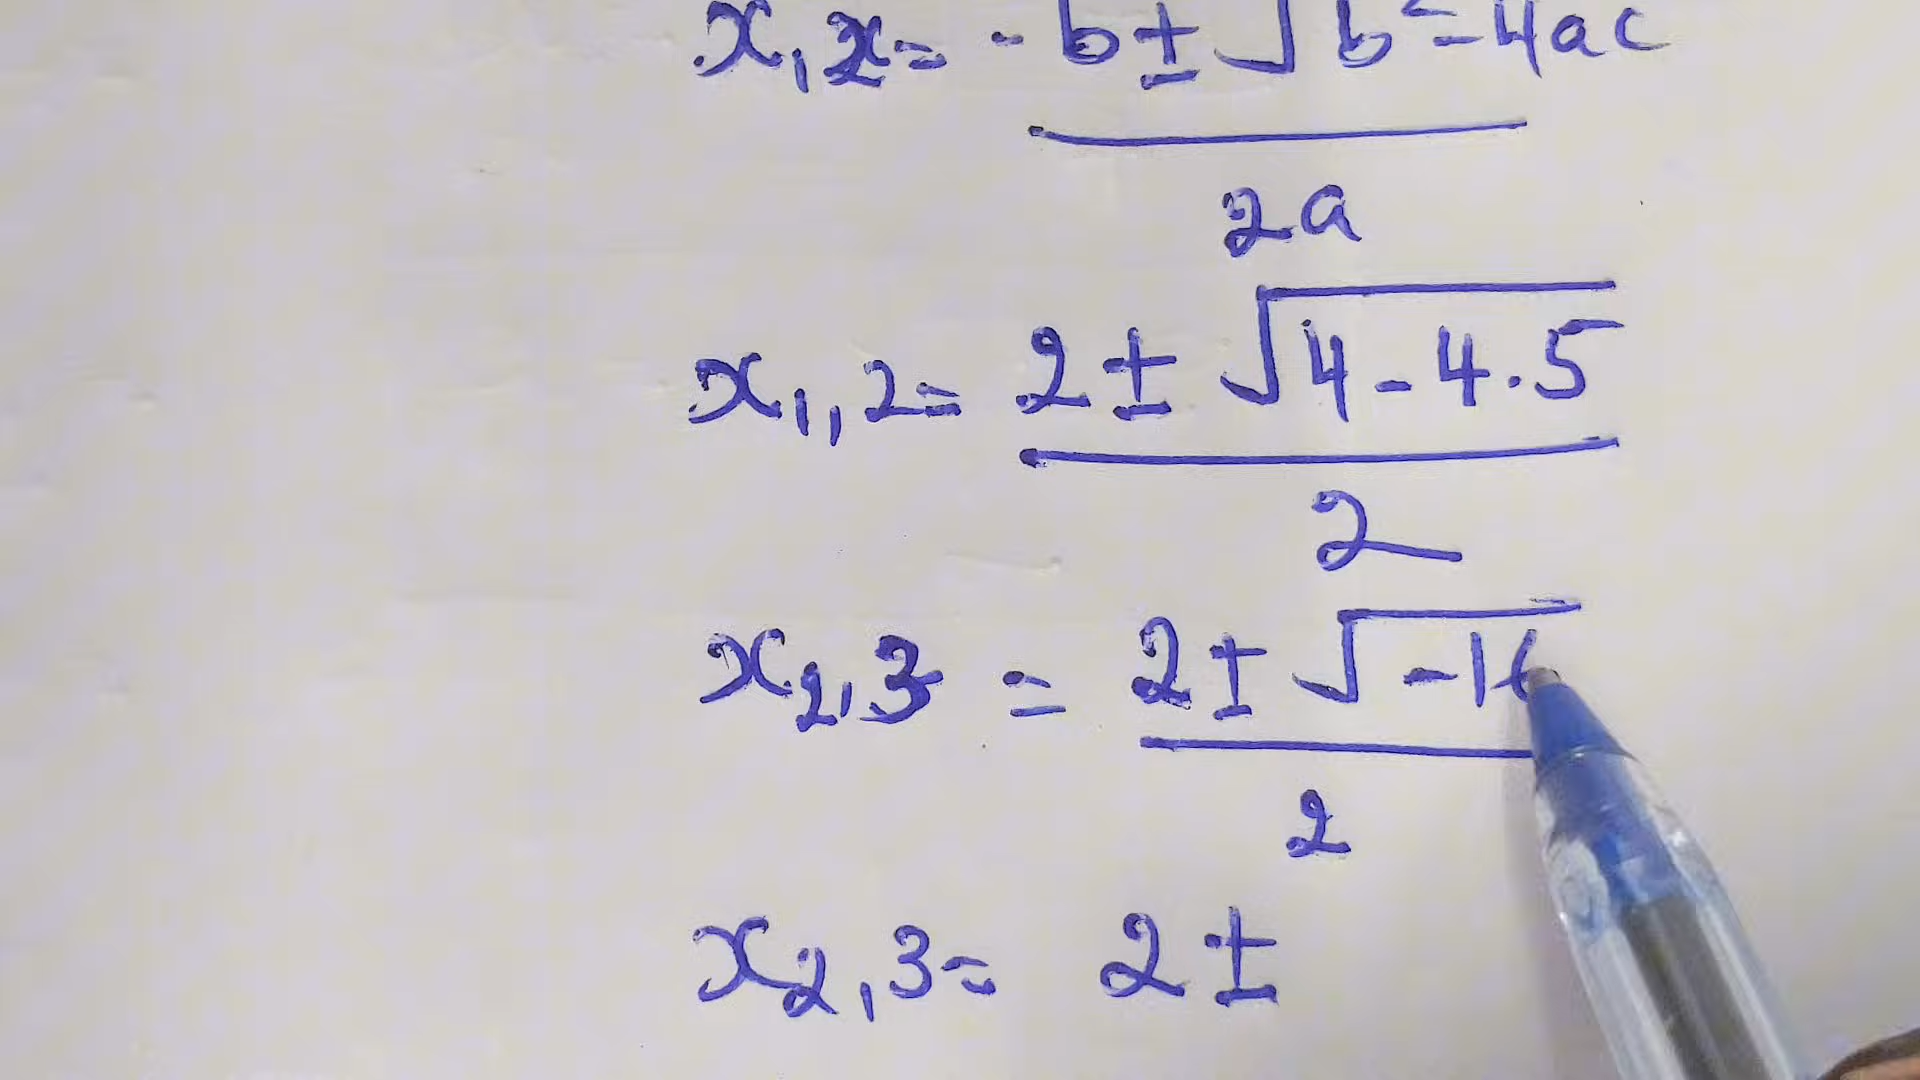 x1,2= -b±√b²-4ac
2a
x1,2= 2±√4-4.5
2
x2,3 = 2±√-16
2
x2,3= 2±